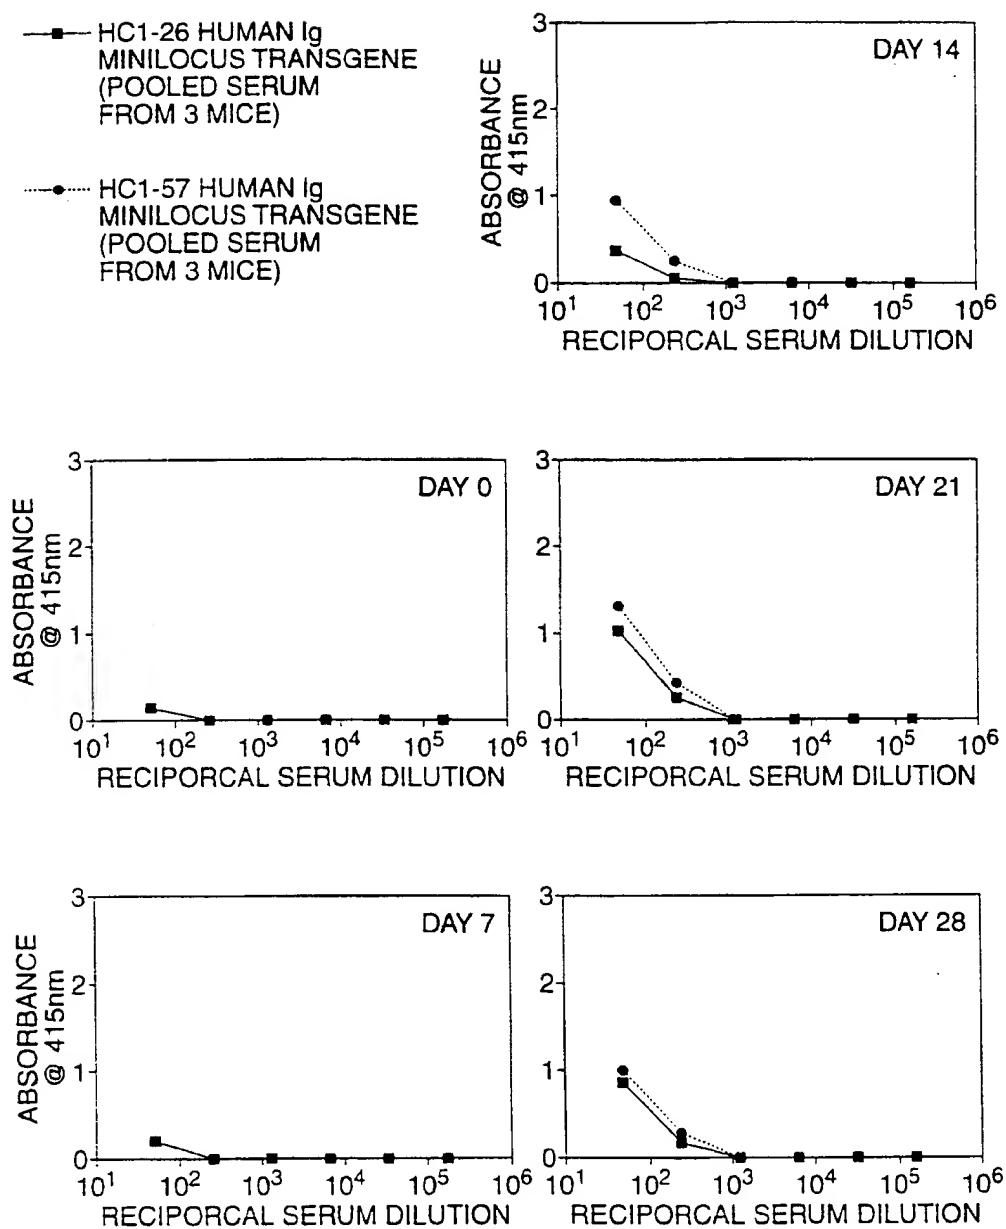 HC1-26 HUMAN Ig
MINILOCUS TRANSGENE
(POOLED SERUM
FROM 3 MICE)
HC1-57 HUMAN Ig
MINILOCUS TRANSGENE
(POOLED SERUM
FROM 3 MICE)
DAY 14
ABSORBANCE
@ 415nm
3
2
1
0
10¹ 10² 10³ 10⁴ 10⁵ 10⁶
RECIPORCAL SERUM DILUTION
DAY 0
ABSORBANCE
@ 415nm
3
2
1
0
10¹ 10² 10³ 10⁴ 10⁵ 10⁶
RECIPORCAL SERUM DILUTION
DAY 21
3
2
1
0
10¹ 10² 10³ 10⁴ 10⁵ 10⁶
RECIPORCAL SERUM DILUTION
DAY 7
ABSORBANCE
@ 415nm
3
2
1
0
10¹ 10² 10³ 10⁴ 10⁵ 10⁶
RECIPORCAL SERUM DILUTION
DAY 28
3
2
1
0
10¹ 10² 10³ 10⁴ 10⁵ 10⁶
RECIPORCAL SERUM DILUTION